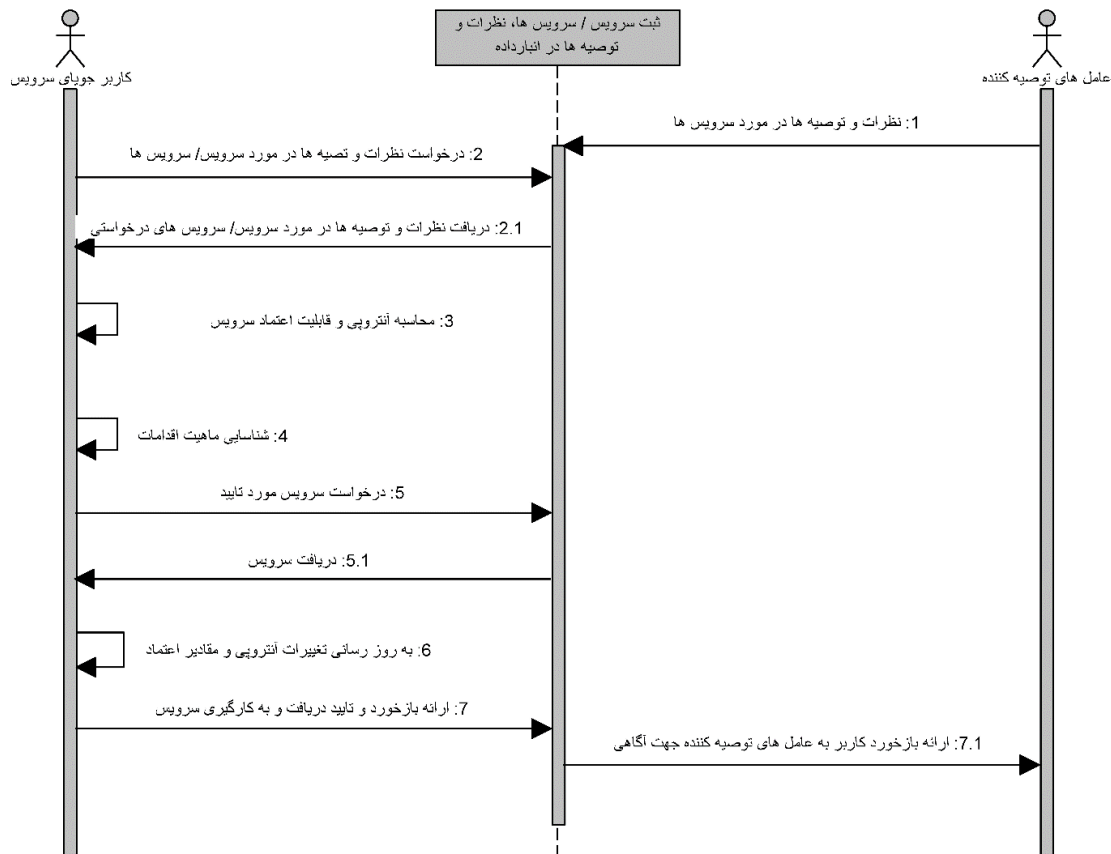 ثبت سرویس / سرویس ها، نظرات و
توصیه ها در انبارداده
کاربر جویای سرویس
عامل های توصیه کننده
1: نظرات و توصیه ها در مورد سرویس ها
2: درخواست نظرات و تصیه ها در مورد سرویس/ سرویس ها
2.1: دریافت نظرات و توصیه ها در مورد سرویس/ سرویس های درخواستی
3: محاسبه آنتروپی و قابلیت اعتماد سرویس
4: شناسایی ماهیت اقدامات
5: درخواست سرویس مورد تایید
5.1: دریافت سرویس
6: به روز رسانی تغییرات آنتروپی و مقادیر اعتماد
7: ارائه بازخورد و تایید دریافت و به کارگیری سرویس
7.1: ارائه بازخورد کاربر به عامل های توصیه کننده جهت آگاهی